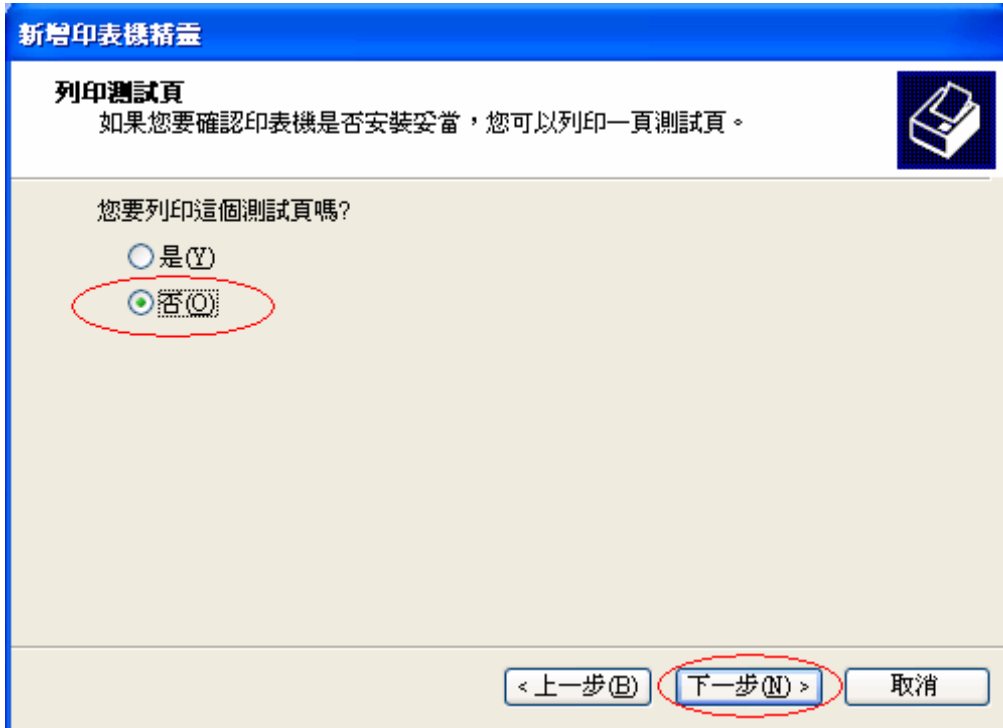 新增印表機精靈
列印測試頁
如果您要確認印表機是否安裝妥當，您可以列印一頁測試頁。
您要列印這個測試頁嗎?
是(Y)
否(O)
<上一步(B) 下一步(N)> 取消